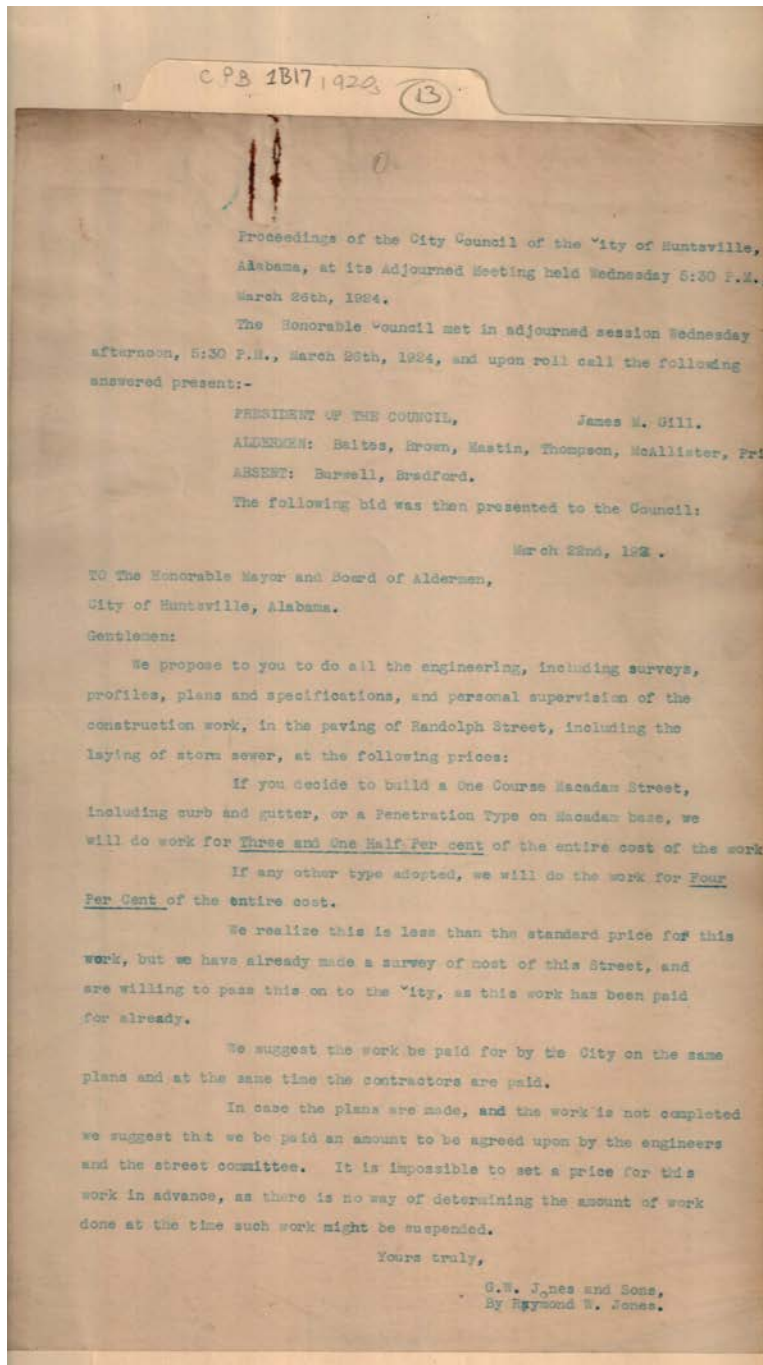 CPB 1B17 1920s 13
Proceedings of the City Council of the City of Huntsville,
Alabama, at its Adjourned Meeting held Wednesday 5:30 P.M.
March 26th, 1924.
The Honorable Council met in adjourned session Wednesday
afternoon, 5:30 P.M., March 26th, 1924, and upon roll call the following
answered present:-
PRESIDENT OF THE COUNCIL, James M. Gill.
ALDERMEN: Baites, Brown, Mastin, Thompson, McAllister, Pri
ABSENT: Burwell, Bradford.
The following bid was then presented to the Council:
March 22nd, 192 .
TO The Honorable Mayor and Board of Aldermen,
City of Huntsville, Alabama.
Gentlemen:
We propose to you to do all the engineering, including surveys,
profiles, plans and specifications, and personal supervision of the
construction work, in the paving of Randolph Street, including the
laying of storm sewer, at the following prices:
If you decide to build a One Course Macadam Street,
including curb and gutter, or a Penetration Type on Macadam base, we
will do work for Three and One Half Per cent of the entire cost of the work
If any other type adopted, we will do the work for Four
Per Cent of the entire cost.
We realize this is less than the standard price for this
work, but we have already made a survey of most of this Street, and
are willing to pass this on to the City, as this work has been paid
for already.
We suggest the work be paid for by the City on the same
plans and at the same time the contractors are paid.
In case the plans are made, and the work is not completed
we suggest that we be paid an amount to be agreed upon by the engineers
and the street committee. It is impossible to set a price for this
work in advance, as there is no way of determining the amount of work
done at the time such work might be suspended.
Yours truly,
G.W. Jones and Sons,
By Raymond W. Jones.